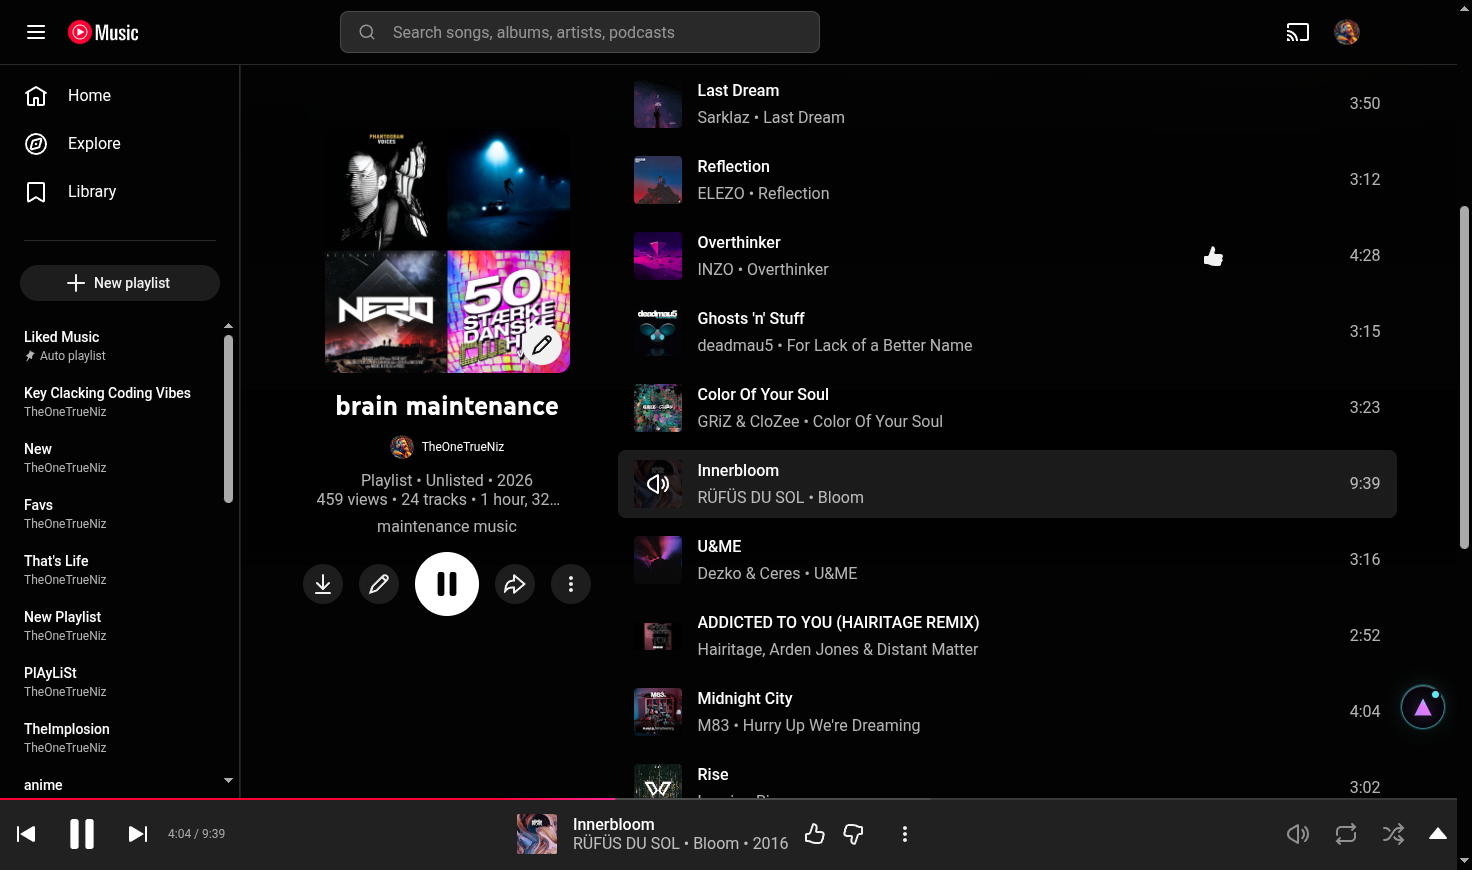 Music
Search songs, albums, artists, podcasts
Home
Explore
Library
New playlist
Liked Music
Auto playlist
Key Clacking Coding Vibes
TheOneTrueNiz
New
TheOneTrueNiz
Favs
TheOneTrueNiz
That's Life
TheOneTrueNiz
New Playlist
TheOneTrueNiz
PlAyLiSt
TheOneTrueNiz
TheImplosion
TheOneTrueNiz
anime
PHANTOGRAM
VOICES
NERO
50
STÆRKE
DANSKE
brain maintenance
TheOneTrueNiz
Playlist • Unlisted • 2026
459 views • 24 tracks • 1 hour, 32...
maintenance music
Last Dream
Sarklaz • Last Dream
3:50
Reflection
ELEZO • Reflection
3:12
Overthinker
INZO • Overthinker
4:28
deadmau5
Ghosts 'n' Stuff
deadmau5 • For Lack of a Better Name
3:15
Color Of Your Soul
GRiZ & CloZee • Color Of Your Soul
3:23
Innerbloom
RÜFÜS DU SOL • Bloom
9:39
U&ME
Dezko & Ceres • U&ME
3:16
ADDICTED TO YOU (HAIRITAGE REMIX)
Hairitage, Arden Jones & Distant Matter
2:52
M83.
Midnight City
M83 • Hurry Up We're Dreaming
4:04
Rise
3:02
4:04 / 9:39
Innerbloom
RÜFÜS DU SOL • Bloom • 2016